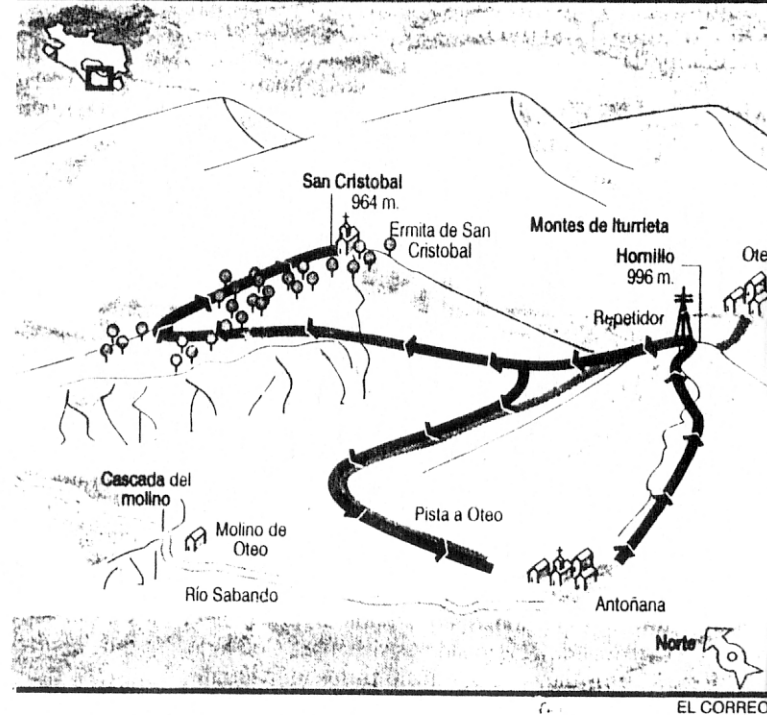 San Cristobal
964 m.
Ermita de San
Cristobal
Montes de Iturrieta
Hornillo
996 m.
Ote
Repetidor
Cascada del
molino
Molino de
Oteo
Pista a Oteo
Río Sabando
Antoñana
Norte
EL CORREO